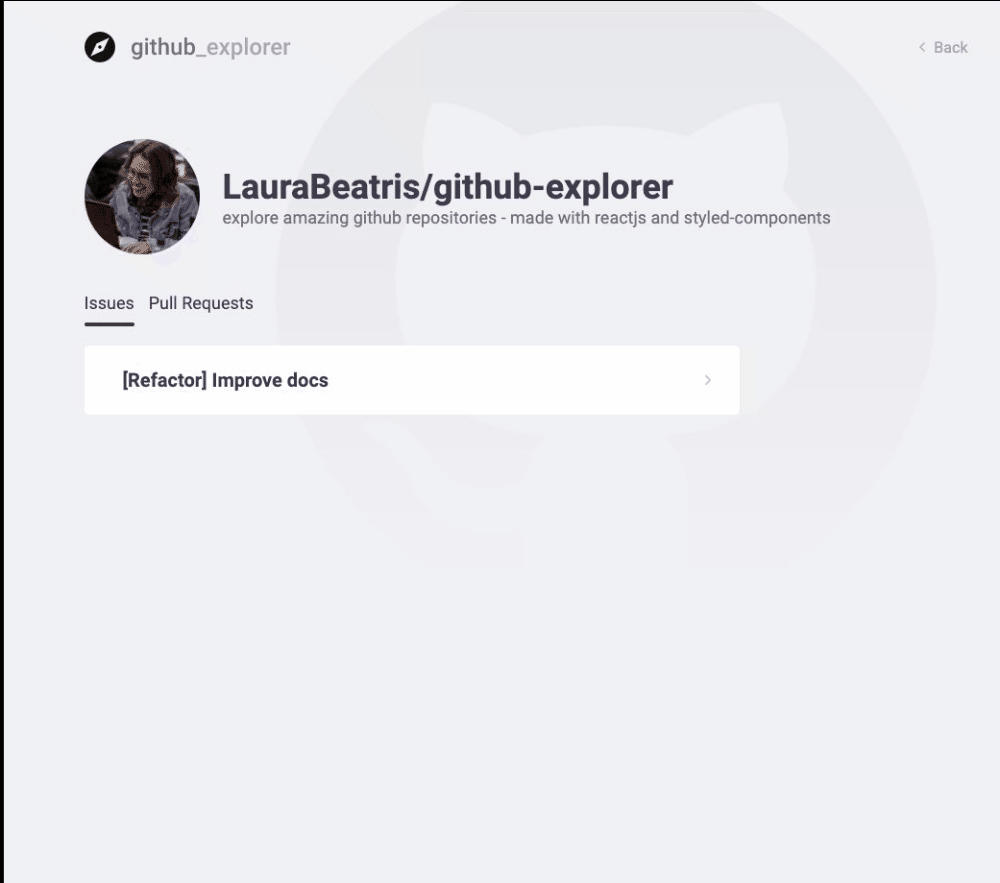 github_explorer
Back
LauraBeatris/github-explorer
explore amazing github repositories - made with reactjs and styled-components
Issues Pull Requests
[Refactor] Improve docs